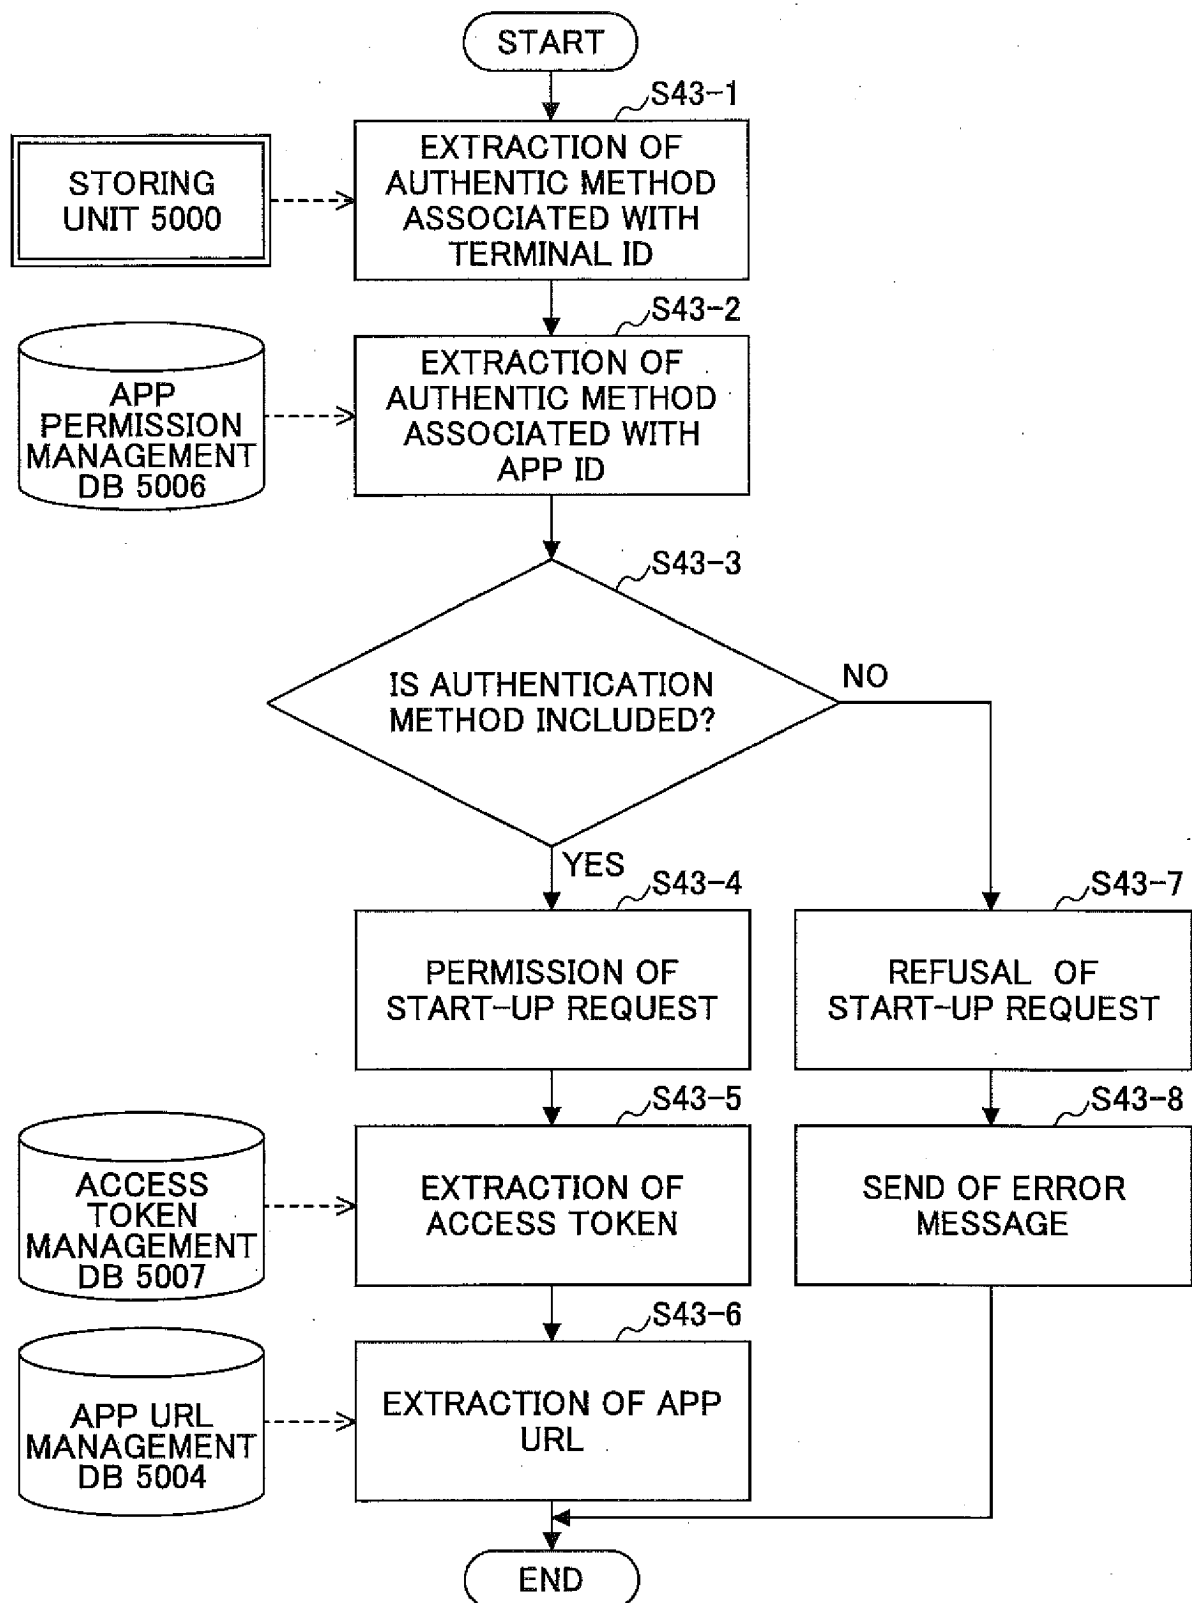 START
S43-1
STORING
UNIT 5000
EXTRACTION OF
AUTHENTIC METHOD
ASSOCIATED WITH
TERMINAL ID
S43-2
APP
PERMISSION
MANAGEMENT
DB 5006
EXTRACTION OF
AUTHENTIC METHOD
ASSOCIATED WITH
APP ID
S43-3
IS AUTHENTICATION
METHOD INCLUDED?
NO
YES
S43-4
PERMISSION OF
START-UP REQUEST
S43-7
REFUSAL OF
START-UP REQUEST
S43-5
ACCESS
TOKEN
MANAGEMENT
DB 5007
EXTRACTION OF
ACCESS TOKEN
S43-8
SEND OF ERROR
MESSAGE
S43-6
APP URL
MANAGEMENT
DB 5004
EXTRACTION OF APP
URL
END